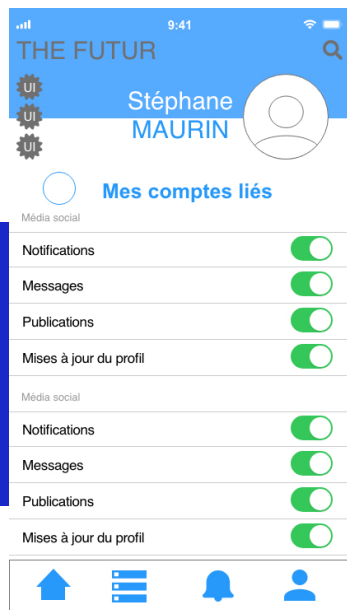 9:41
THE FUTUR
UI
Stéphane
UI
MAURIN
UI
Mes comptes liés
Média social
Notifications
Messages
Publications
Mises à jour du profil
Média social
Notifications
Messages
Publications
Mises à jour du profil